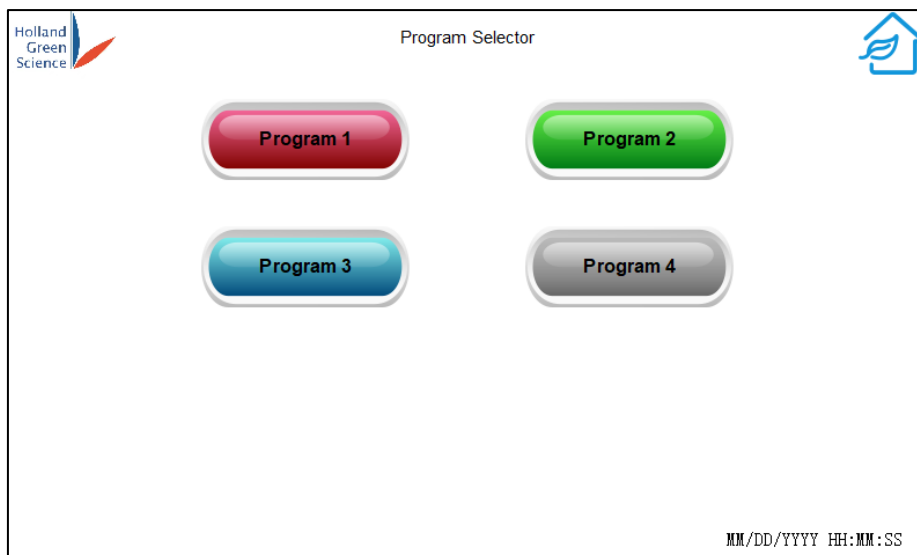 Holland
Green
Science
Program Selector
Program 1
Program 2
Program 3
Program 4
MM/DD/YYYY HH:MM:SS